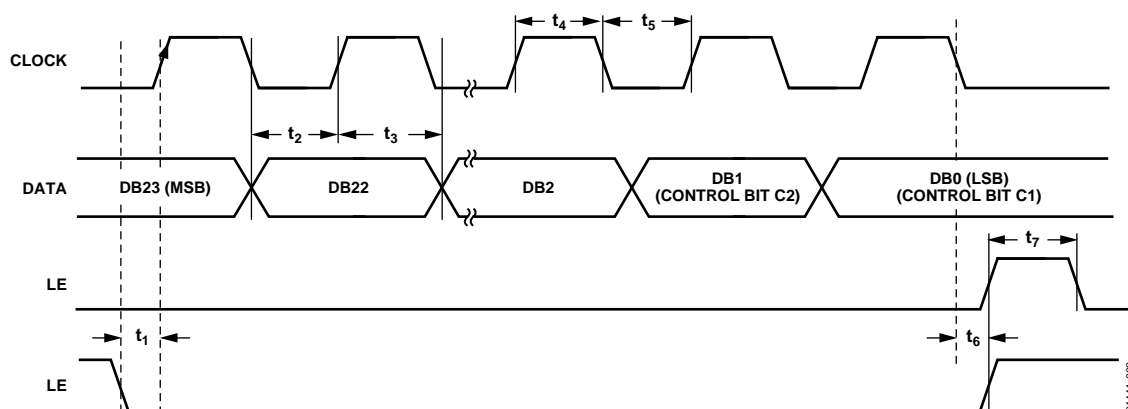 t4
t5
CLOCK
t2
t3
DATA
DB23 (MSB)
DB22
DB2
DB1
(CONTROL BIT C2)
DB0 (LSB)
(CONTROL BIT C1)
t7
LE
t1
t6
LE